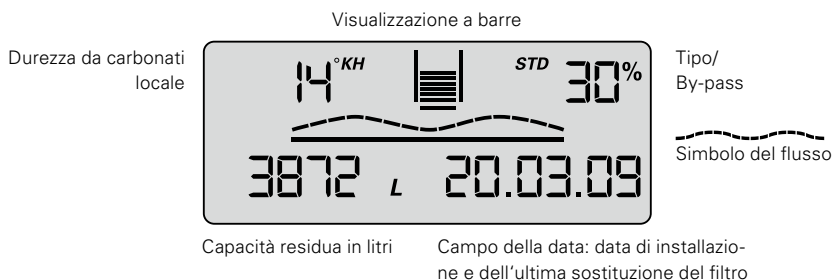 Visualizzazione a barre
Durezza da carbonati
locale
14 °KH STD 30%
Tipo/
By-pass
Simbolo del flusso
3872 L 20.03.09
Capacità residua in litri
Campo della data: data di installazio-
ne e dell'ultima sostituzione del filtro